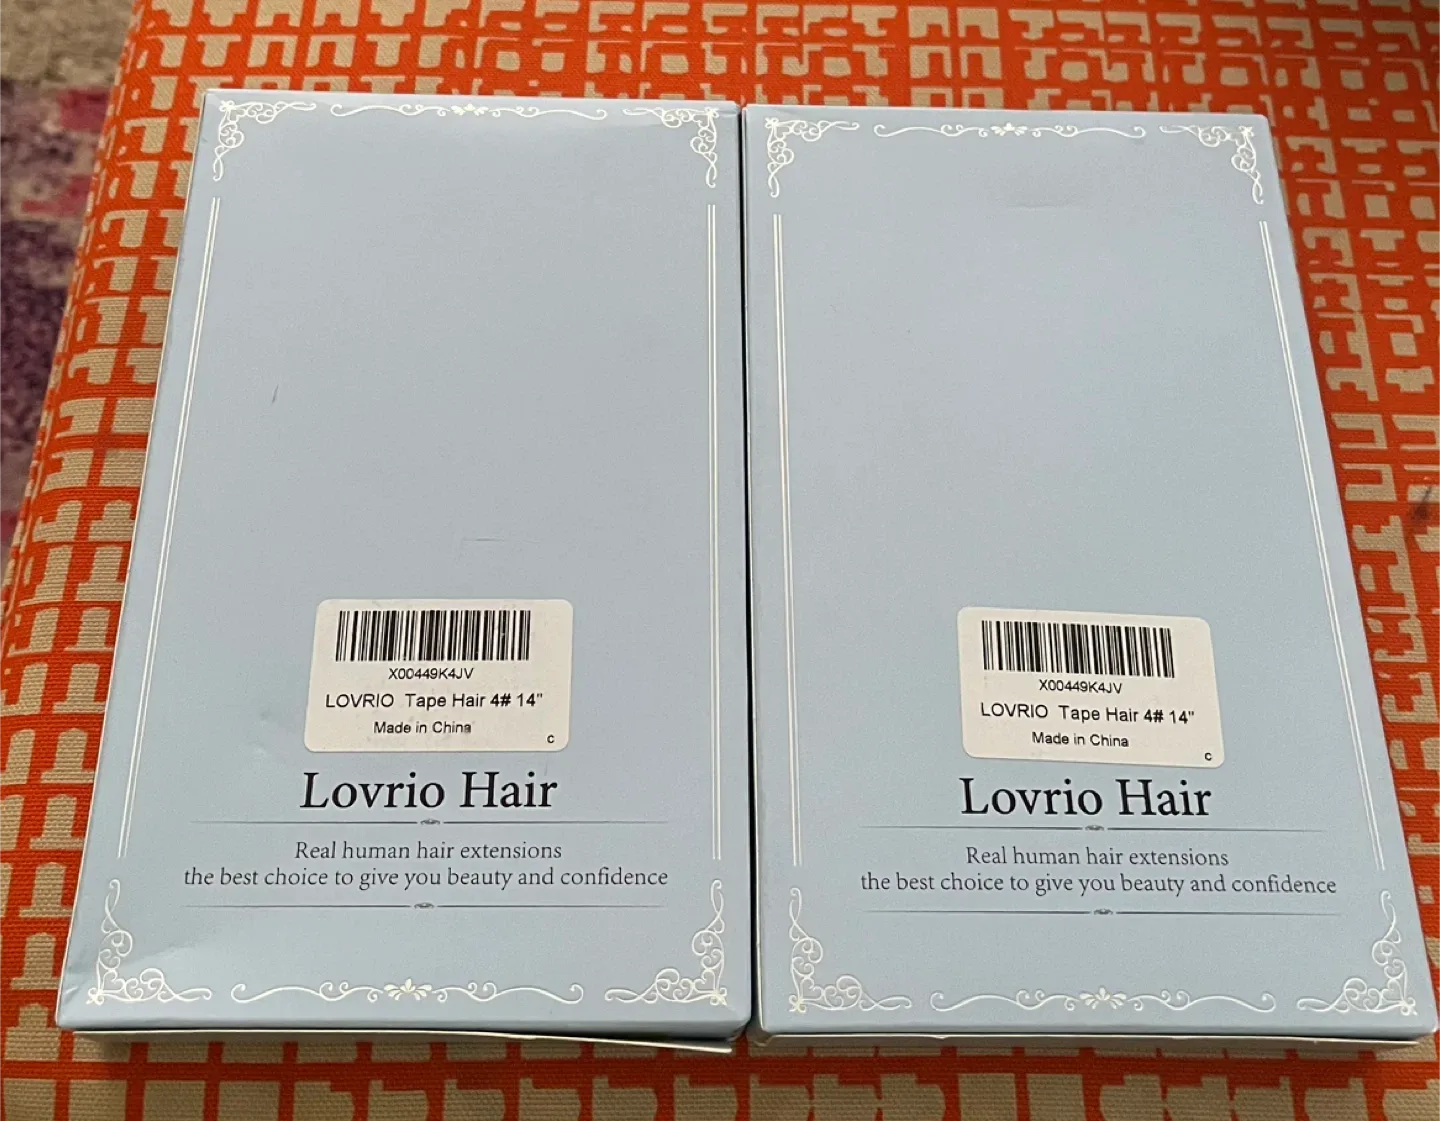 X00449K4JV
LOVRIO Tape Hair 4# 14"
Made in China
C
Lovrio Hair
Real human hair extensions
the best choice to give you beauty and confidence
X00449K4JV
LOVRIO Tape Hair 4# 14"
Made in China
C
Lovrio Hair
Real human hair extensions
the best choice to give you beauty and confidence